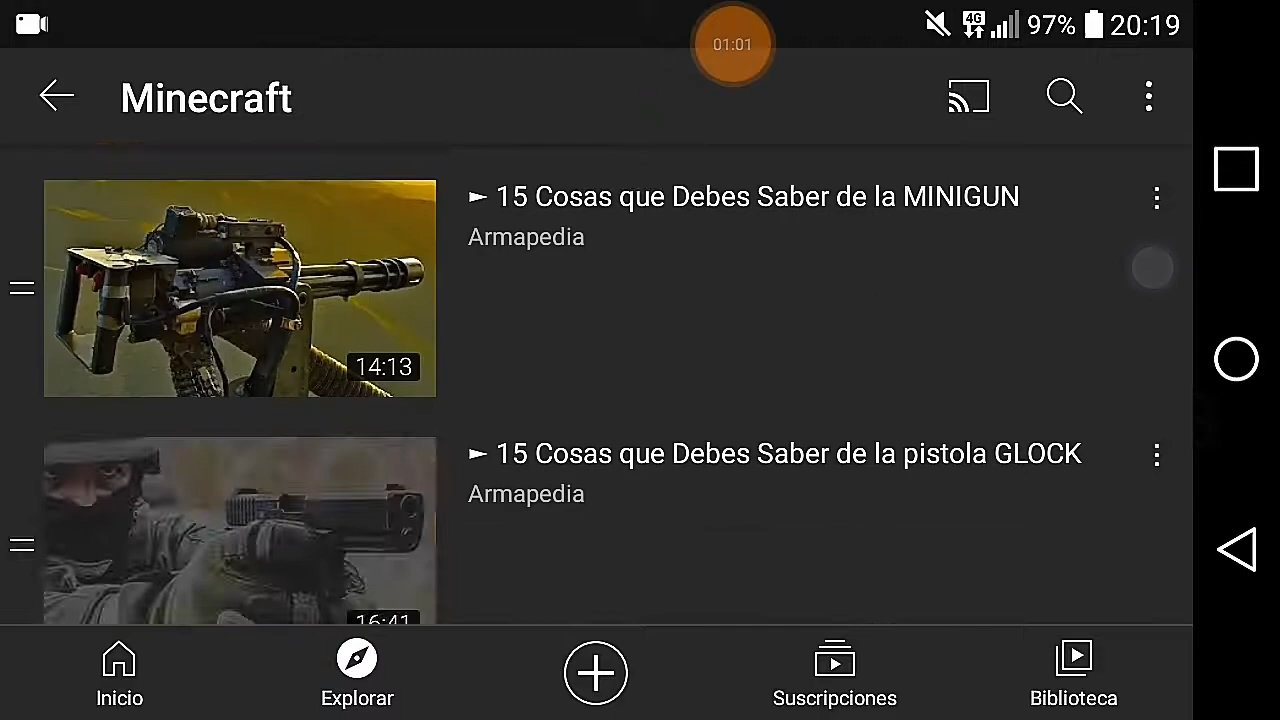 4G 97% 20:19
01:01
Minecraft
► 15 Cosas que Debes Saber de la MINIGUN
Armapedia
14:13
► 15 Cosas que Debes Saber de la pistola GLOCK
Armapedia
16:41
Inicio
Explorar
Suscripciones
Biblioteca